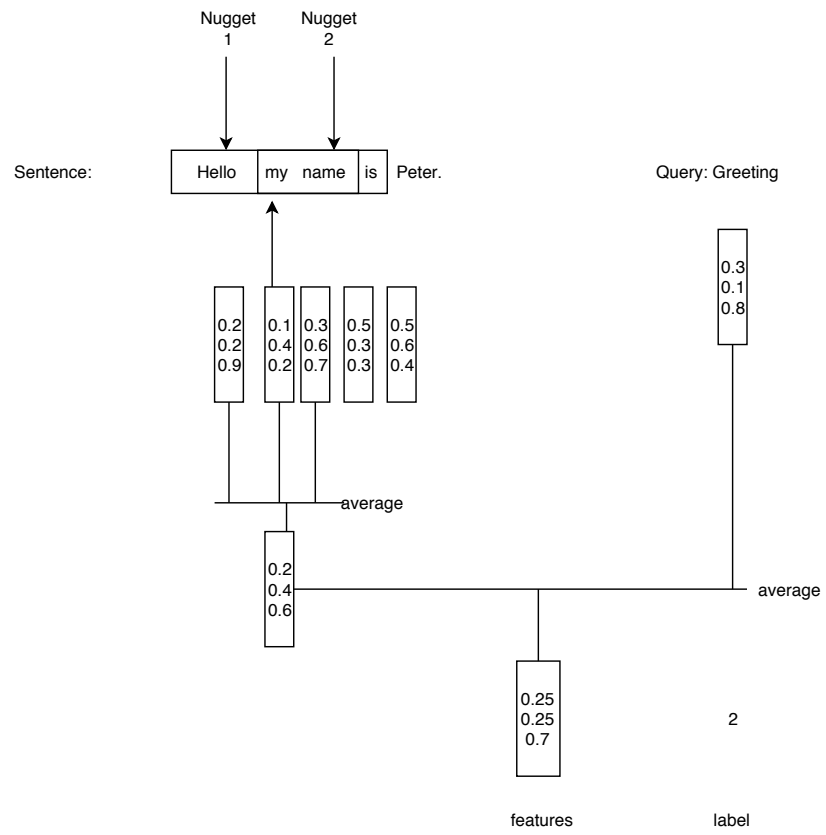 Nugget
1
Nugget
2
Sentence:
Hello
my
name
is
Peter.
Query: Greeting
0.3
0.1
0.8
0.2
0.2
0.9
0.1
0.4
0.2
0.3
0.6
0.7
0.5
0.3
0.3
0.5
0.6
0.4
average
0.2
0.4
0.6
average
0.25
0.25
0.7
2
features
label